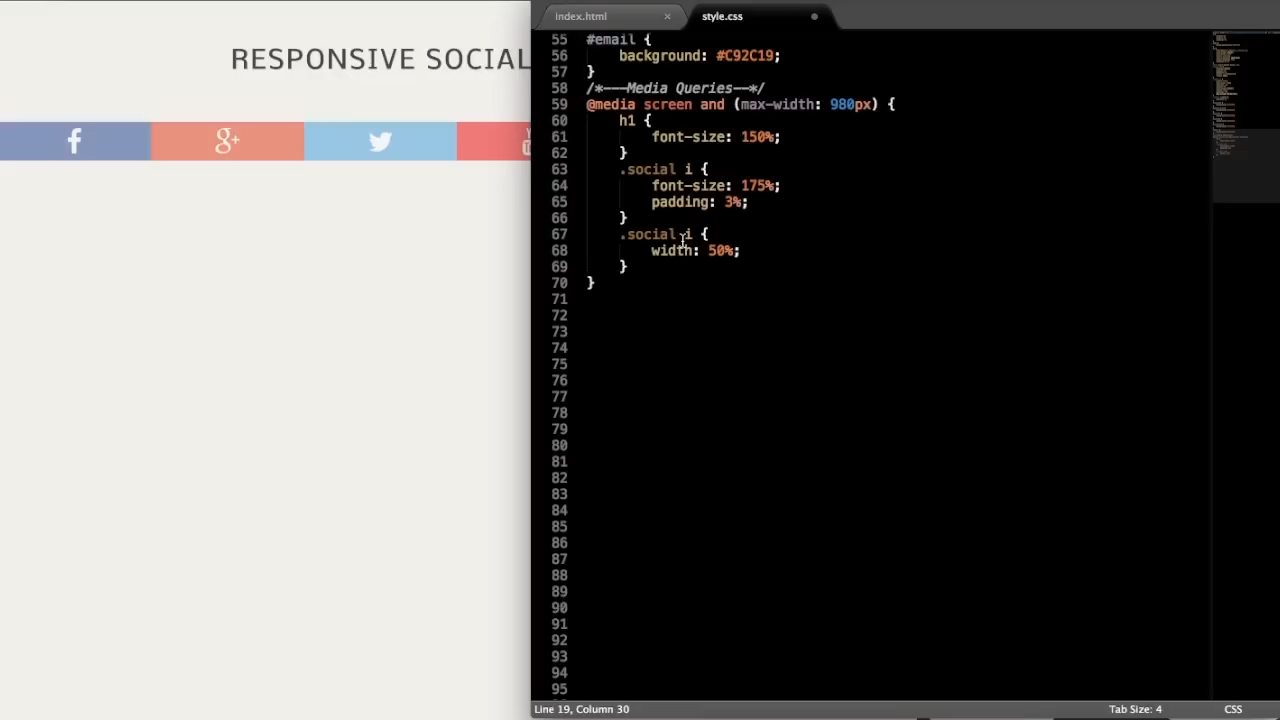 RESPONSIVE SOCIAL
f
g+
index.html ×
style.css
55 #email {
56 background: #C92C19;
57 }
58 /*---Media Queries--*/
59 @media screen and (max-width: 980px) {
60 h1 {
61 font-size: 150%;
62 }
63 .social i {
64 font-size: 175%;
65 padding: 3%;
66 }
67 .social i {
68 width: 50%;
69 }
70 }
71
72
73
74
75
76
77
78
79
80
81
82
83
84
85
86
87
88
89
90
91
92
93
94
95
Line 19, Column 30
Tab Size: 4
CSS